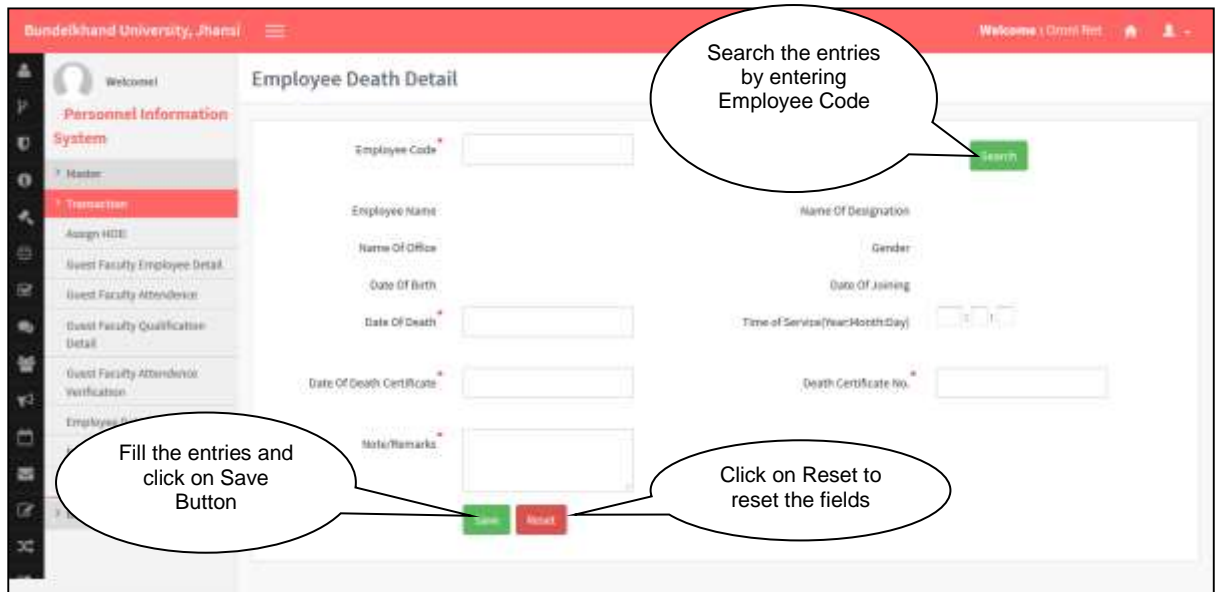 Bundelkhand University, Jhansi
Welcome : Omni Net
Welcome!
Personnel Information
System
Master
Transaction
Assign HOD
Guest Faculty Employee Detail
Guest Faculty Attendence
Guest Faculty Qualification
Detail
Guest Faculty Attendence
Verification
Employee
Employee Death Detail
Search the entries
by entering
Employee Code
Employee Code*
Search
Employee Name
Name Of Designation
Name Of Office
Gender
Date Of Birth
Date Of Joining
Date Of Death*
Time of Service(Year:Month:Day)
: :
Date Of Death Certificate*
Death Certificate No.*
Note/Remarks*
Fill the entries and
click on Save
Button
Click on Reset to
reset the fields
Save
Reset